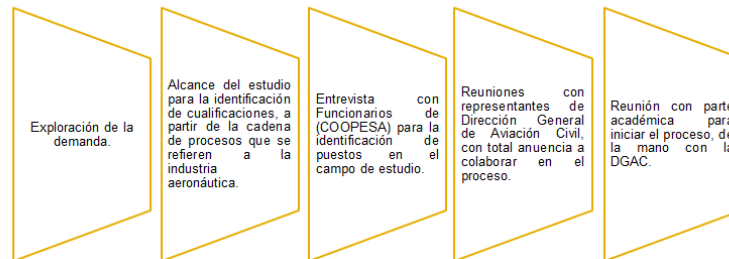 Exploración de la
demanda.
Alcance del estudio
para la identificación
de cualificaciones, a
partir de la cadena
de procesos que se
refieren a la
industria
aeronáutica.
Entrevista con
Funcionarios de
(COOPESA) para la
identificación de
puestos en el
campo de estudio.
Reuniones con
representantes de
Dirección General
de Aviación Civil,
con total anuencia a
colaborar en el
proceso.
Reunión con parte
académica para
iniciar el proceso, de
la mano con la
DGAC.